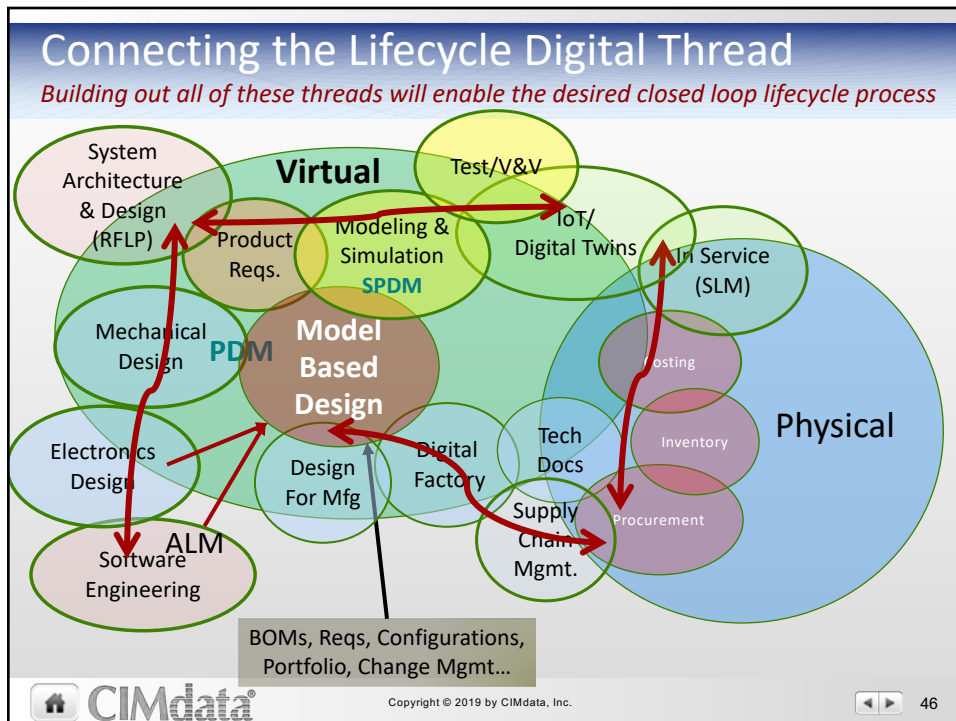 Connecting the Lifecycle Digital Thread
Building out all of these threads will enable the desired closed loop lifecycle process
System
Architecture
& Design
(RFLP)
Virtual
Test/V&V
Product
Reqs.
Modeling &
Simulation
SPDM
IoT/
Digital Twins
In Service
(SLM)
Mechanical
Design
PDM
Model
Based
Design
Costing
Physical
Inventory
Electronics
Design
Design
For Mfg
Digital
Factory
Tech
Docs
Supply
Chain
Mgmt.
Procurement
ALM
Software
Engineering
BOMs, Reqs, Configurations,
Portfolio, Change Mgmt...
CIMdata®
Copyright © 2019 by CIMdata, Inc.
46